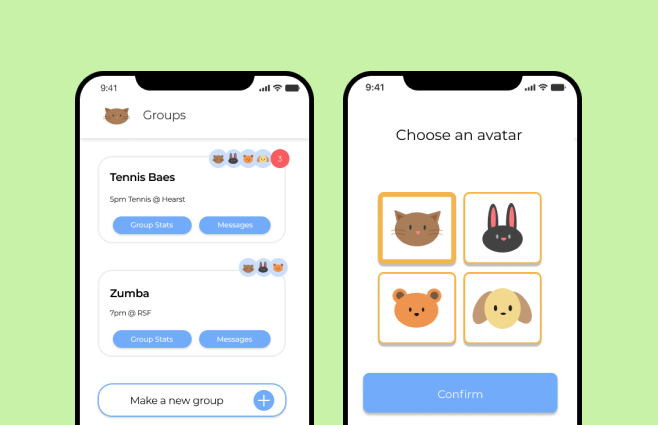 9:41
Groups
3
Tennis Baes
5pm Tennis @ Hearst
Group Stats Messages
Zumba
7pm @ RSF
Group Stats Messages
Make a new group
9:41
Choose an avatar
Confirm